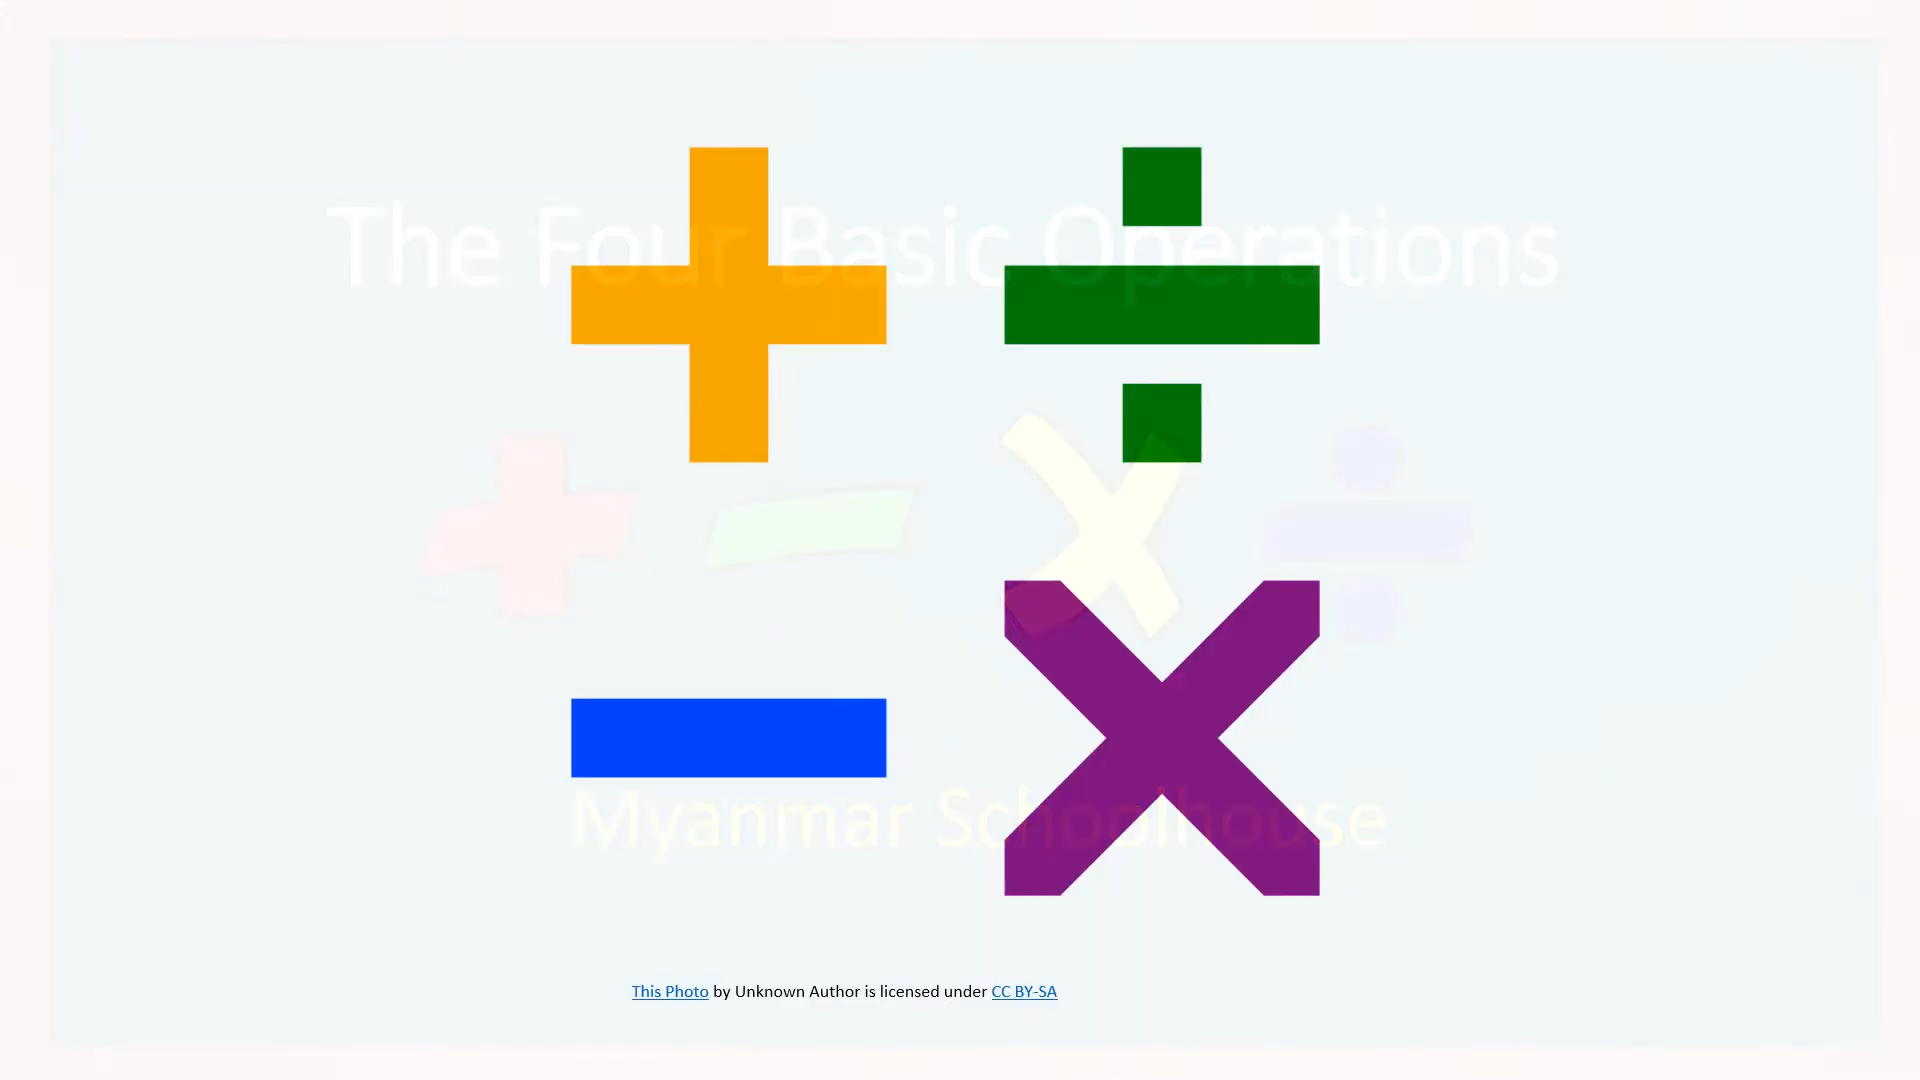 The Four Basic Operations
+ ÷
+ - x ÷
- x
Myanmar Schoolhouse
This Photo by Unknown Author is licensed under CC BY-SA